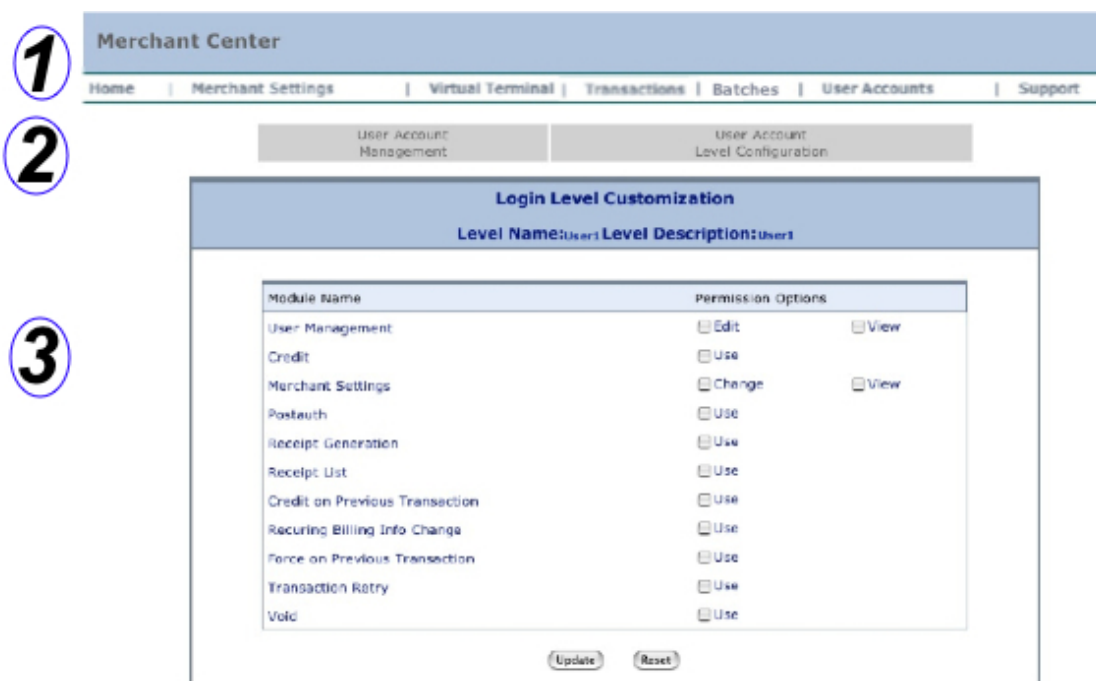 1
Merchant Center
Home | Merchant Settings | Virtual Terminal | Transactions | Batches | User Accounts | Support
2
User Account Management
User Account Level Configuration
Login Level Customization
Level Name:User1 Level Description:User1
3
Module Name Permission Options
User Management Edit View
Credit Use
Merchant Settings Change View
Postauth Use
Receipt Generation Use
Receipt List Use
Credit on Previous Transaction Use
Recuring Billing Info Change Use
Force on Previous Transaction Use
Transaction Retry Use
Void Use
Update Reset